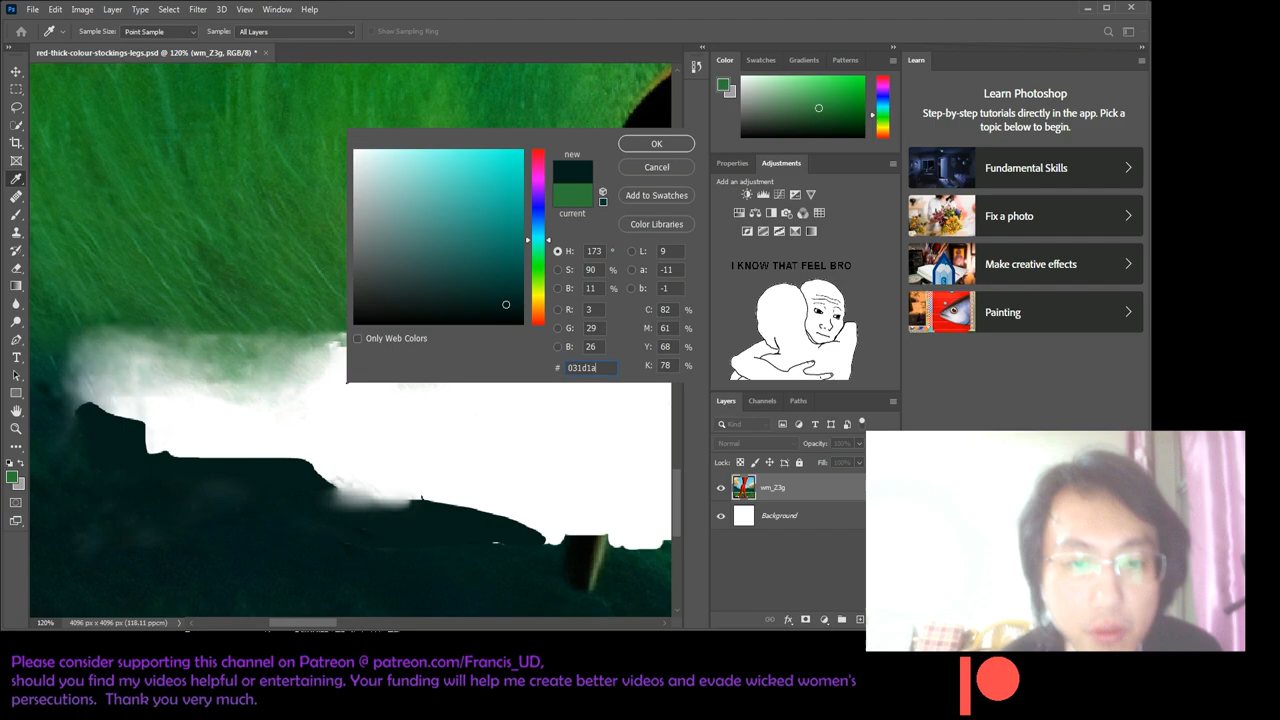 File Edit Image Layer Type Select Filter 3D View Window Help
Sample Size: Point Sample Sample: All Layers Show Sampling Ring
red-thick-colour-stockings-legs.psd @ 120% (wm_Z3g, RGB/8) *
Color Swatches Gradients Patterns
Learn
Learn Photoshop
Step-by-step tutorials directly in the app. Pick a
topic below to begin.
Fundamental Skills
Fix a photo
Make creative effects
Painting
new
current
OK
Cancel
Add to Swatches
Color Libraries
H: 173 ° L: 9
S: 90 % a: -11
B: 11 % b: -1
R: 3 C: 82 %
G: 29 M: 61 %
B: 26 Y: 68 %
# 031d1a K: 78 %
Only Web Colors
Properties Adjustments
Add an adjustment
I KNOW THAT FEEL BRO
Layers Channels Paths
Kind
Normal Opacity: 100%
Lock: Fill: 100%
wm_Z3g
Background
120% 4096 px x 4096 px (118.11 ppcm)
Please consider supporting this channel on Patreon @ patreon.com/Francis_UD,
should you find my videos helpful or entertaining. Your funding will help me create better videos and evade wicked women's
persecutions. Thank you very much.